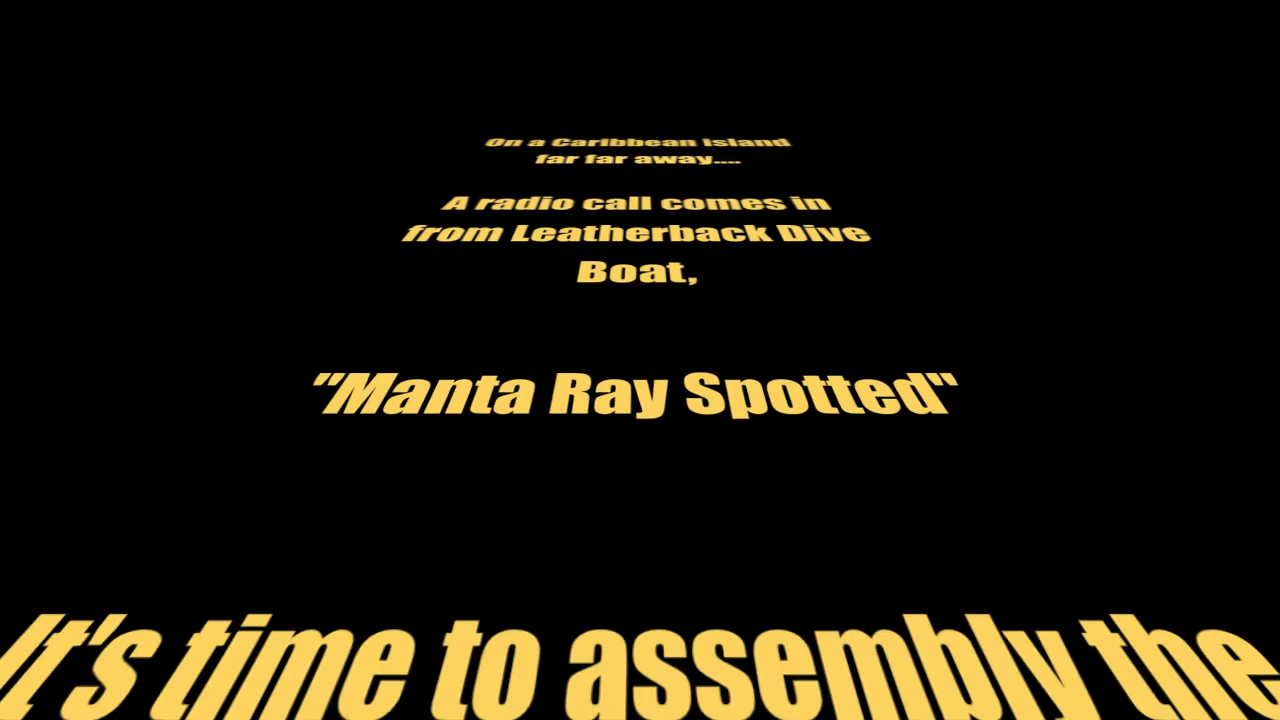 On a Caribbean Island
far far away....
A radio call comes in
from Leatherback Dive
Boat,
"Manta Ray Spotted"
It's time to assembly the